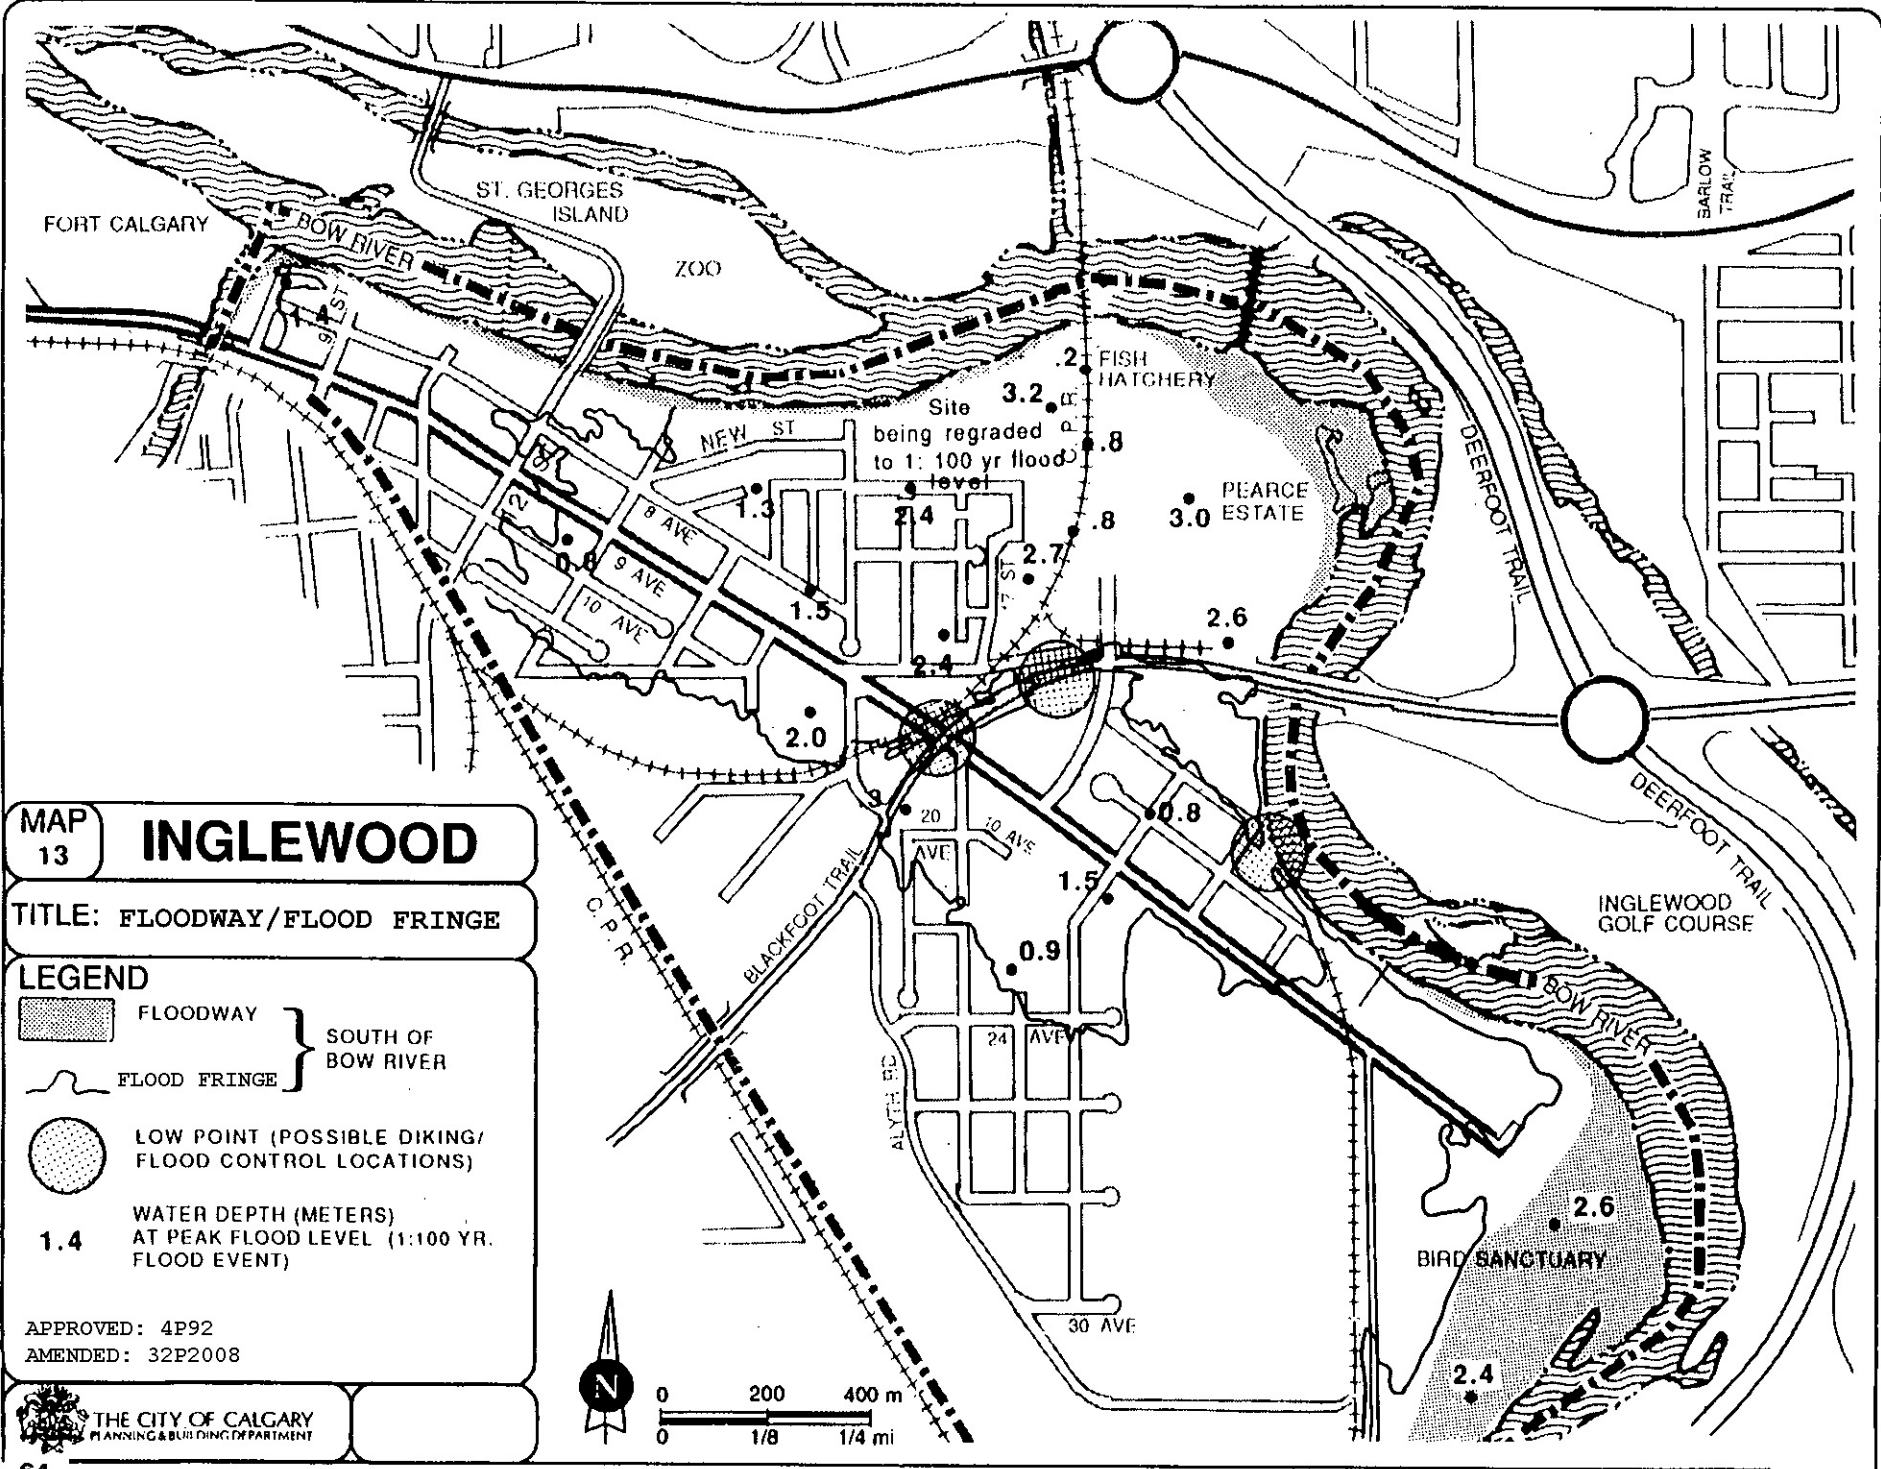 BARLOW
TRAIL
ST. GEORGES
ISLAND
FORT CALGARY
BOW RIVER
ZOO
ST
.2
FISH
HATCHERY
3.2
Site
being regraded
to 1: 100 yr flood
level
C P R
.8
NEW ST
DEERFOOT TRAIL
1.3
2.4
3.0
PEARCE
ESTATE
8 AVE
.8
12 ST
0.8
9 AVE
2.7
10 AVE
1.5
2.6
2.4
2.0
DEERFOOT TRAIL
.3
20
AVE
10 AVE
0.8
MAP
13
INGLEWOOD
BLACKFOOT TRAIL
1.5
INGLEWOOD
GOLF COURSE
TITLE: FLOODWAY/FLOOD FRINGE
C. P. R.
0.9
LEGEND
FLOODWAY
FLOOD FRINGE
SOUTH OF
BOW RIVER
BOW RIVER
24 AVE
ALYTH RD
LOW POINT (POSSIBLE DIKING/
FLOOD CONTROL LOCATIONS)
1.4
WATER DEPTH (METERS)
AT PEAK FLOOD LEVEL (1:100 YR.
FLOOD EVENT)
2.6
BIRD SANCTUARY
30 AVE
2.4
APPROVED: 4P92
AMENDED: 32P2008
THE CITY OF CALGARY
PLANNING & BUILDING DEPARTMENT
N
0 200 400 m
0 1/8 1/4 mi